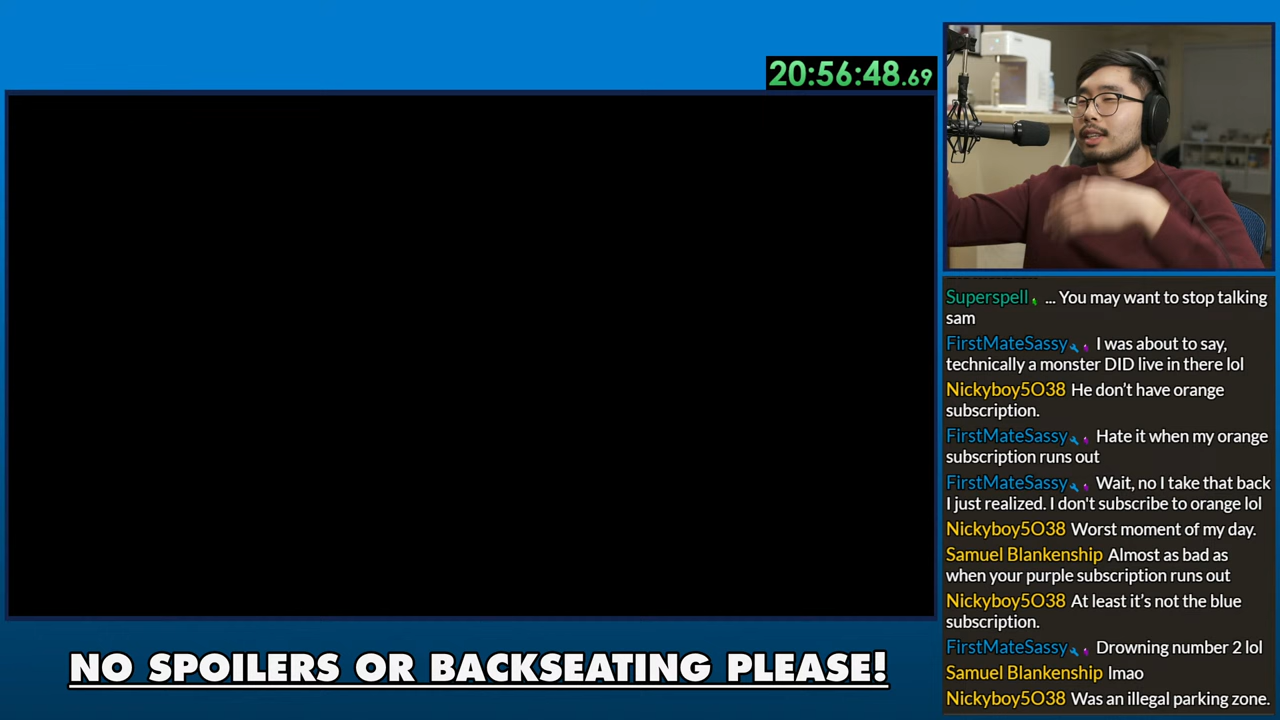 20:56:48.69
Superspell ... You may want to stop talking
sam
FirstMateSassy I was about to say,
technically a monster DID live in there lol
Nickyboy5O38 He don't have orange
subscription.
FirstMateSassy Hate it when my orange
subscription runs out
FirstMateSassy Wait, no I take that back
I just realized. I don't subscribe to orange lol
Nickyboy5O38 Worst moment of my day.
Samuel Blankenship Almost as bad as
when your purple subscription runs out
Nickyboy5O38 At least it's not the blue
subscription.
FirstMateSassy Drowning number 2 lol
Samuel Blankenship lmao
Nickyboy5O38 Was an illegal parking zone.
NO SPOILERS OR BACKSEATING PLEASE!